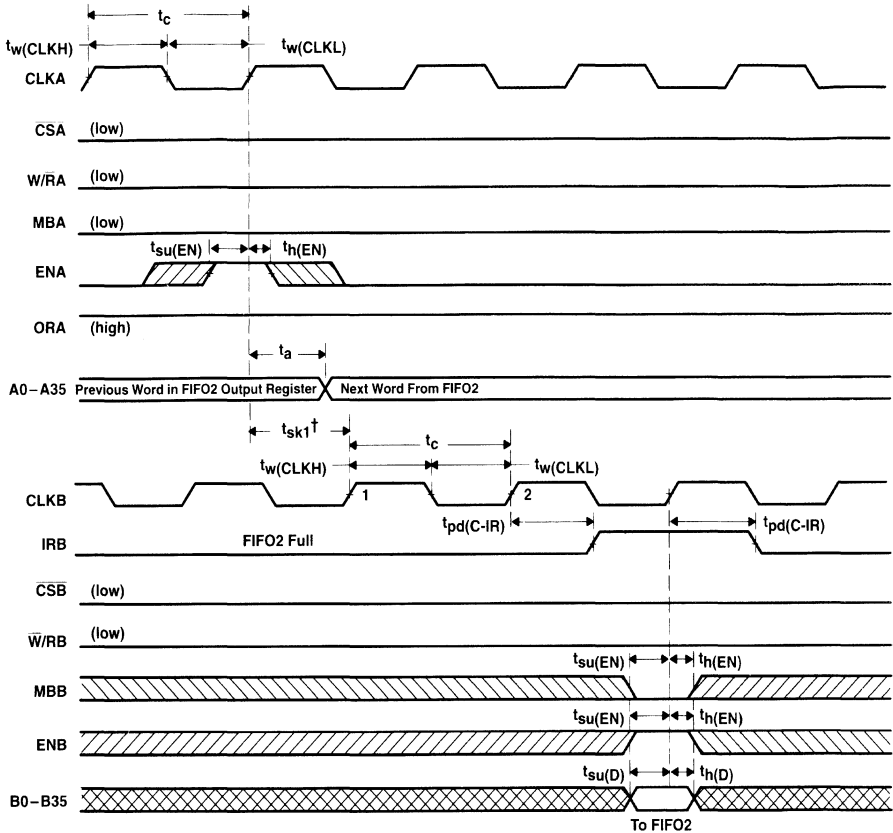 tc
tw(CLKH)
tw(CLKL)
CLKA
C̅S̅A̅ (low)
W/R̅A (low)
MBA (low)
tsu(EN)
th(EN)
ENA
ORA (high)
ta
A0–A35 Previous Word in FIFO2 Output Register Next Word From FIFO2
tsk1†
tc
tw(CLKH)
tw(CLKL)
CLKB 1 2
tpd(C-IR)
tpd(C-IR)
IRB FIFO2 Full
C̅S̅B̅ (low)
W̅/RB (low)
tsu(EN) th(EN)
MBB
tsu(EN) th(EN)
ENB
tsu(D) th(D)
B0–B35
To FIFO2